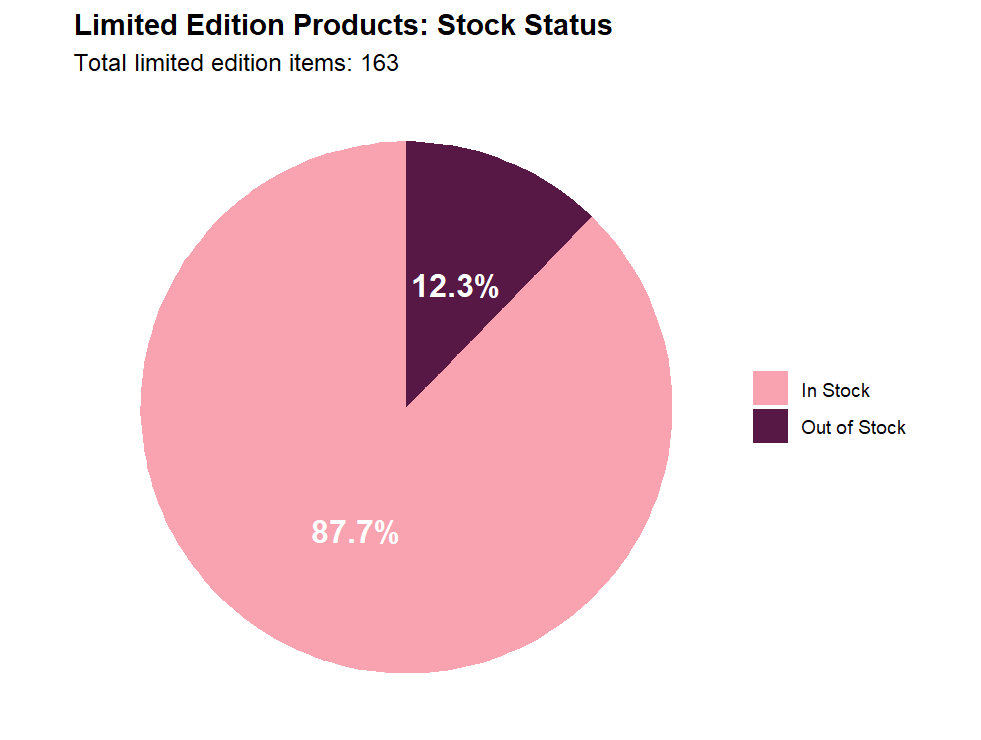 Limited Edition Products: Stock Status
Total limited edition items: 163
12.3%
87.7%
In Stock
Out of Stock